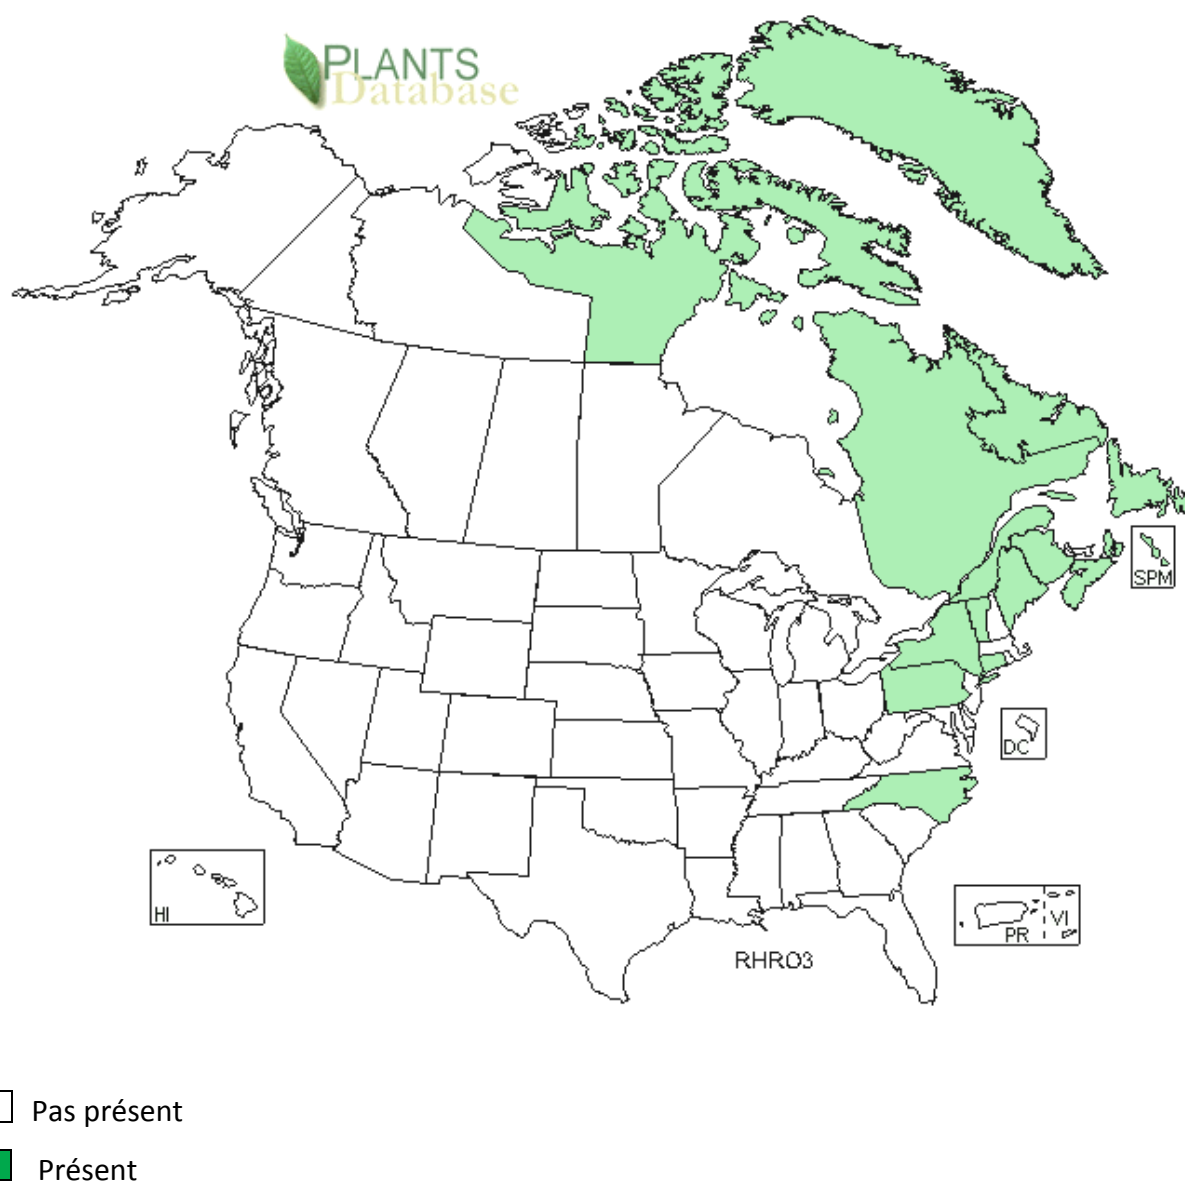 PLANTS
Database
SPM
DC
HI
PR
VI
RHRO3
Pas présent
Présent